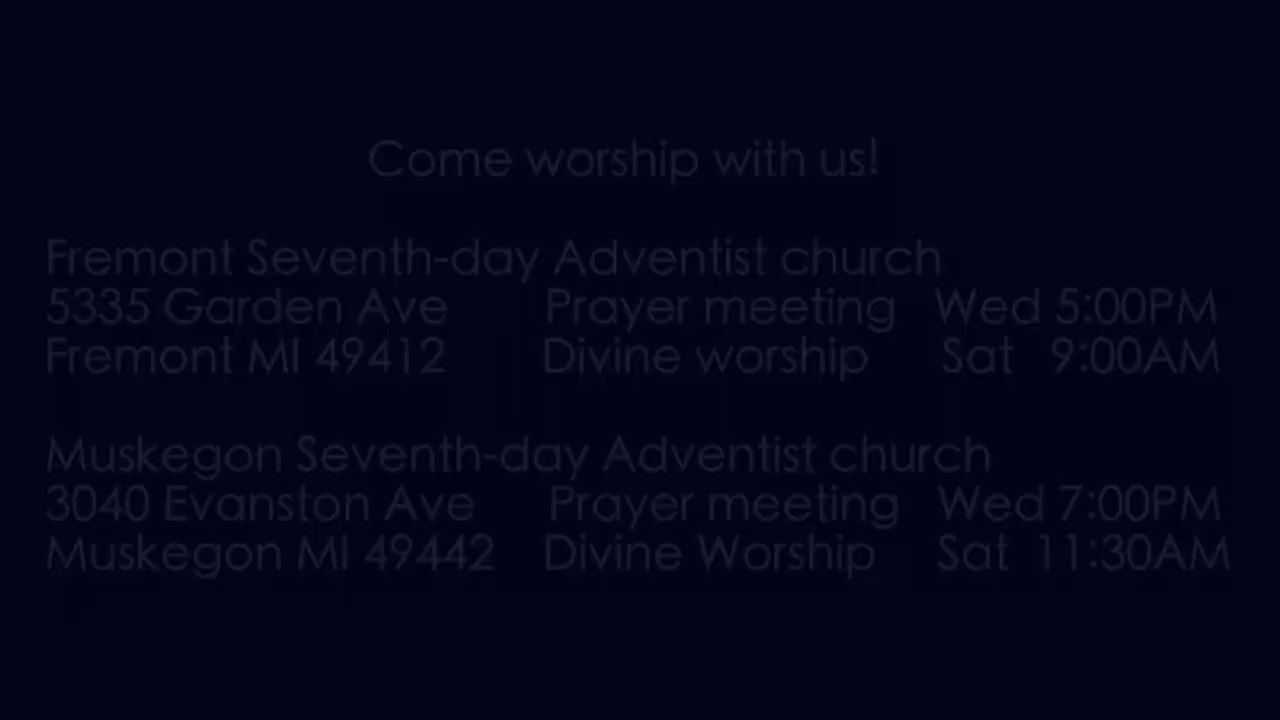 Come worship with us!
Fremont Seventh-day Adventist church
5335 Garden Ave Prayer meeting Wed 5:00PM
Fremont MI 49412 Divine worship Sat 9:00AM
Muskegon Seventh-day Adventist church
3040 Evanston Ave Prayer meeting Wed 7:00PM
Muskegon MI 49442 Divine Worship Sat 11:30AM